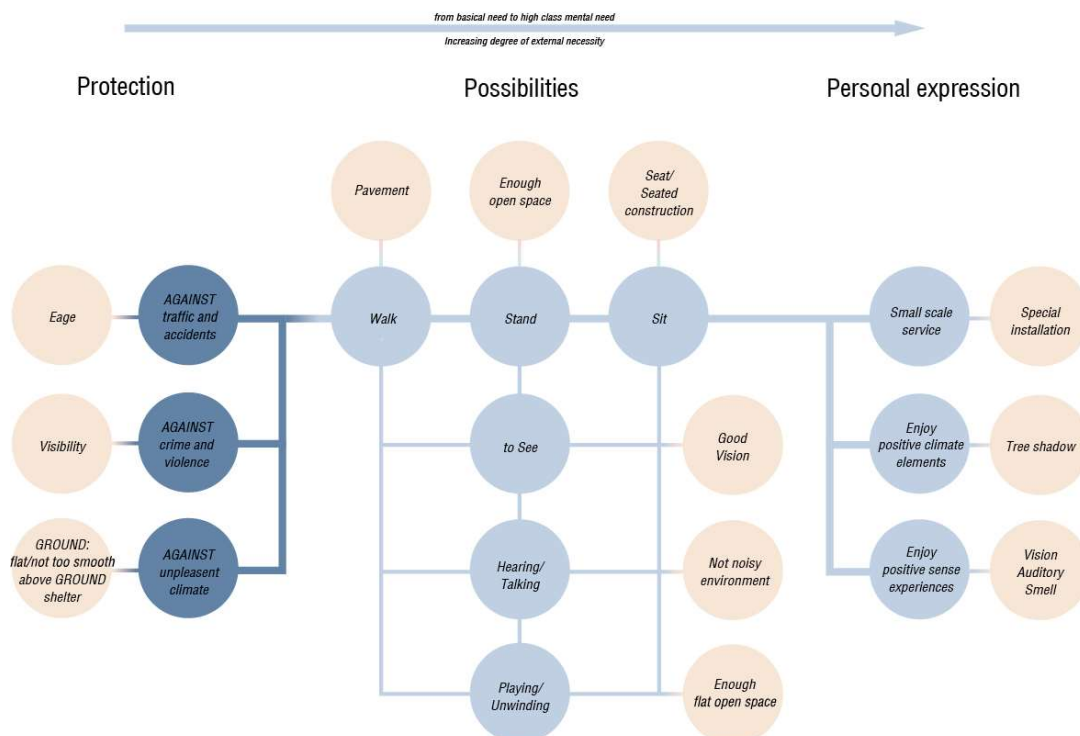 from basical need to high class mental need
Increasing degree of external necessity
Protection
Possibilities
Personal expression
Pavement
Enough
open space
Seat/
Seated
construction
Eage
AGAINST
traffic and
accidents
Walk
Stand
Sit
Small scale
service
Special
installation
Visibility
AGAINST
crime and
violence
to See
Good
Vision
Enjoy
positive climate
elements
Tree shadow
GROUND:
flat/not too smooth
above GROUND
shelter
AGAINST
unpleasent
climate
Hearing/
Talking
Not noisy
environment
Enjoy
positive sense
experiences
Vision
Auditory
Smell
Playing/
Unwinding
Enough
flat open space